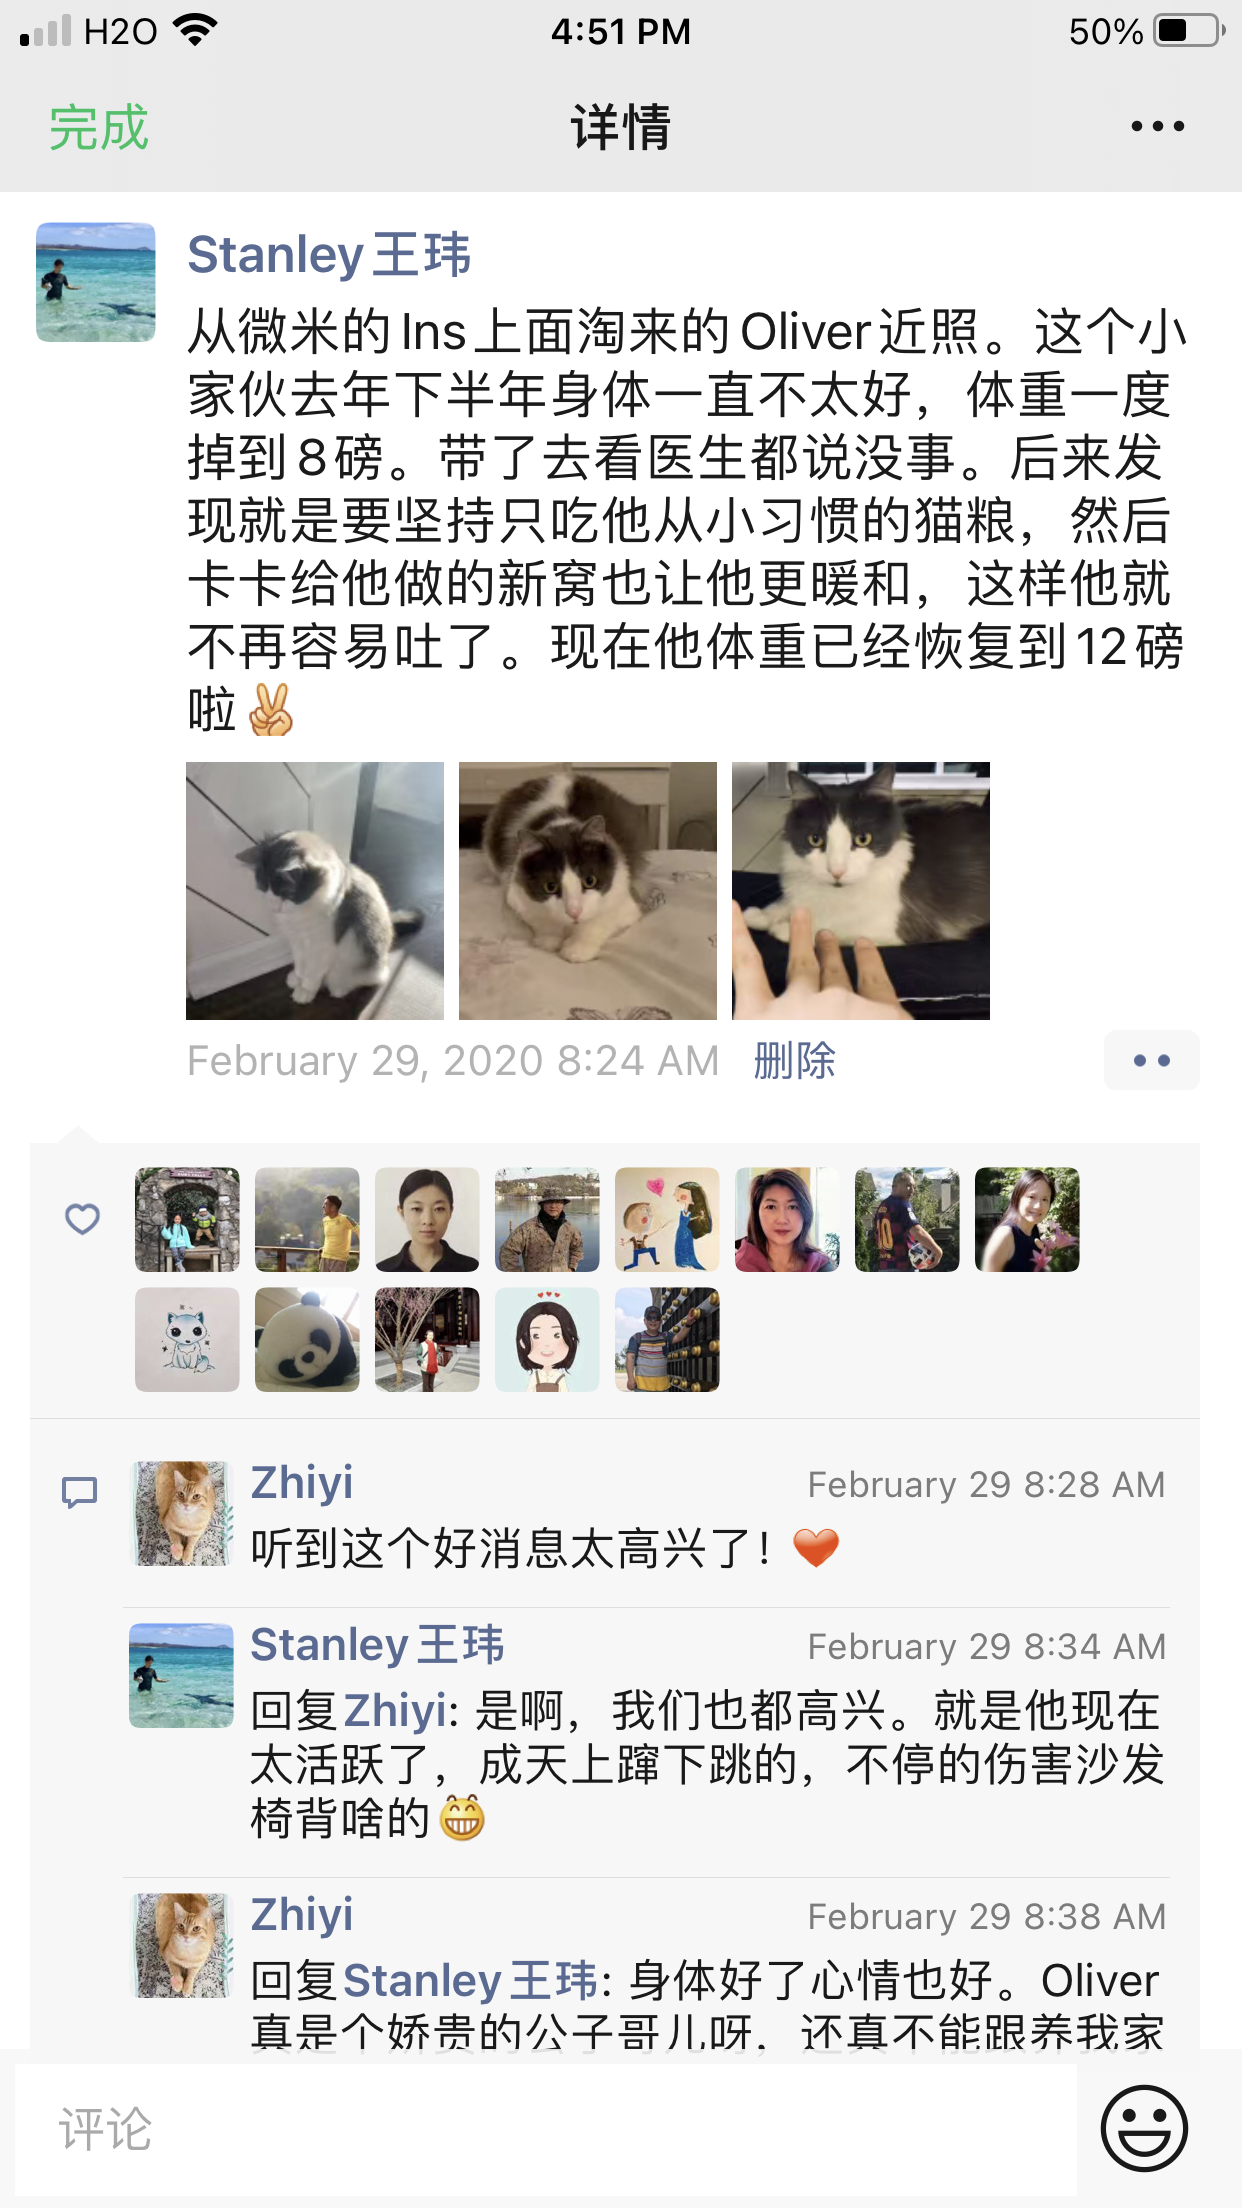 H2O
4:51 PM
50%
完成
详情
Stanley王玮
从微米的Ins上面淘来的Oliver近照。这个小
家伙去年下半年身体一直不太好，体重一度
掉到8磅。带了去看医生都说没事。后来发
现就是要坚持只吃他从小习惯的猫粮，然后
卡卡给他做的新窝也让他更暖和，这样他就
不再容易吐了。现在他体重已经恢复到12磅
啦✌️
February 29, 2020 8:24 AM 删除
Zhiyi
February 29 8:28 AM
听到这个好消息太高兴了！❤️
Stanley王玮
February 29 8:34 AM
回复Zhiyi: 是啊，我们也都高兴。就是他现在
太活跃了，成天上蹿下跳的，不停的伤害沙发
椅背啥的😁
Zhiyi
February 29 8:38 AM
回复Stanley王玮: 身体好了心情也好。Oliver
真是个娇贵的公子哥儿呀，还真不能跟养我家
评论